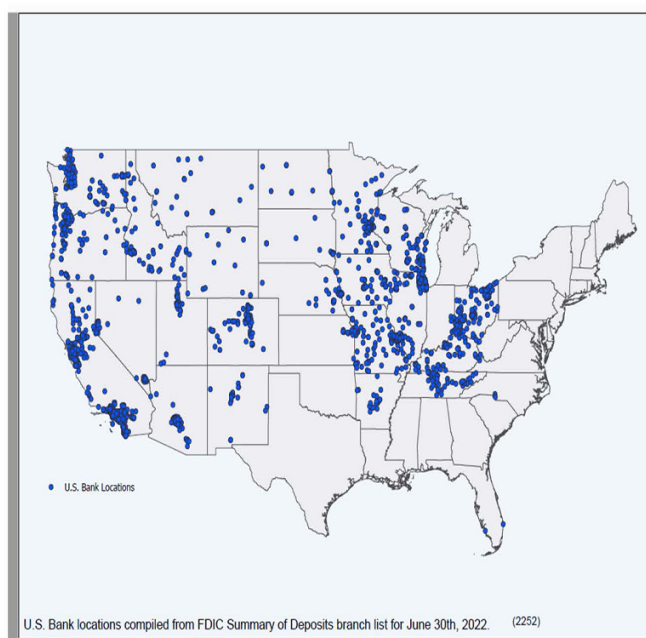 U.S. Bank Locations
U.S. Bank locations compiled from FDIC Summary of Deposits branch list for June 30th, 2022. (2252)